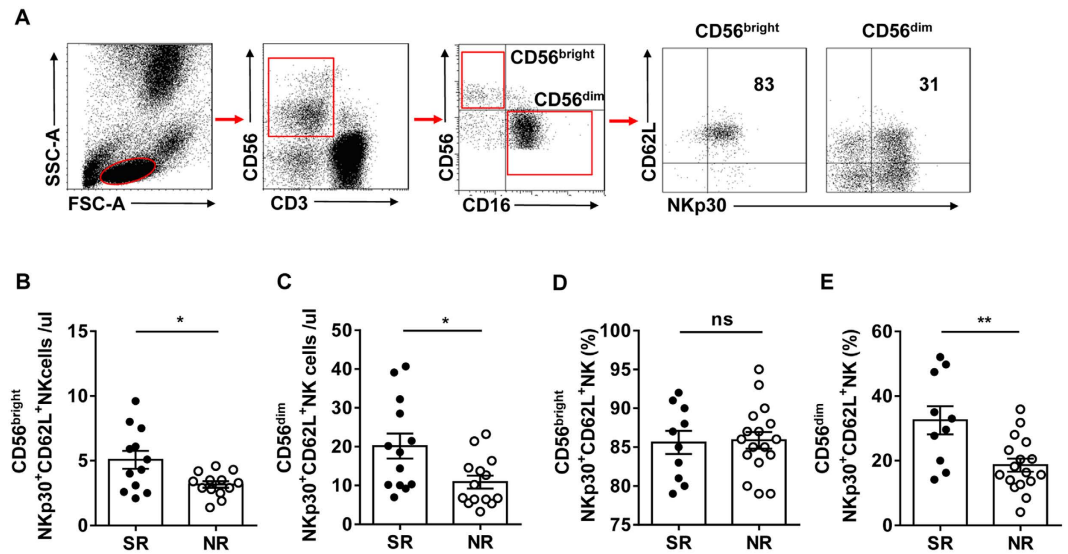 A
CD56bright
CD56dim
SSC-A
FSC-A
CD56
CD3
CD56
CD56bright
CD56dim
CD16
CD62L
83
31
NKp30
B
CD56bright
NKp30+CD62L+NKcells /ul
15
10
5
0
*
SR
NR
C
CD56dim
NKp30+CD62L+NK cells /ul
50
40
30
20
10
0
*
SR
NR
D
CD56bright
NKp30+CD62L+NK (%)
100
95
90
85
80
75
ns
SR
NR
E
CD56dim
NKp30+CD62L+NK (%)
60
40
20
0
**
SR
NR